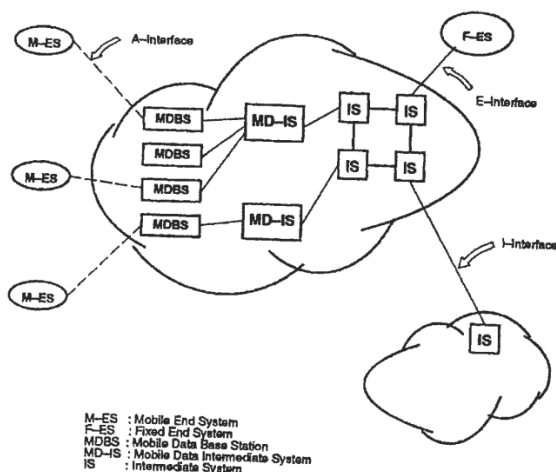 M–ES
A–Interface
F–ES
E–Interface
MDBS
MD–IS
IS
IS
MDBS
MDBS
IS
IS
M–ES
MDBS
MD–IS
I–Interface
M–ES
IS
M–ES : Mobile End System
F–ES : Fixed End System
MDBS : Mobile Data Base Station
MD–IS : Mobile Data Intermediate System
IS : Intermediate System